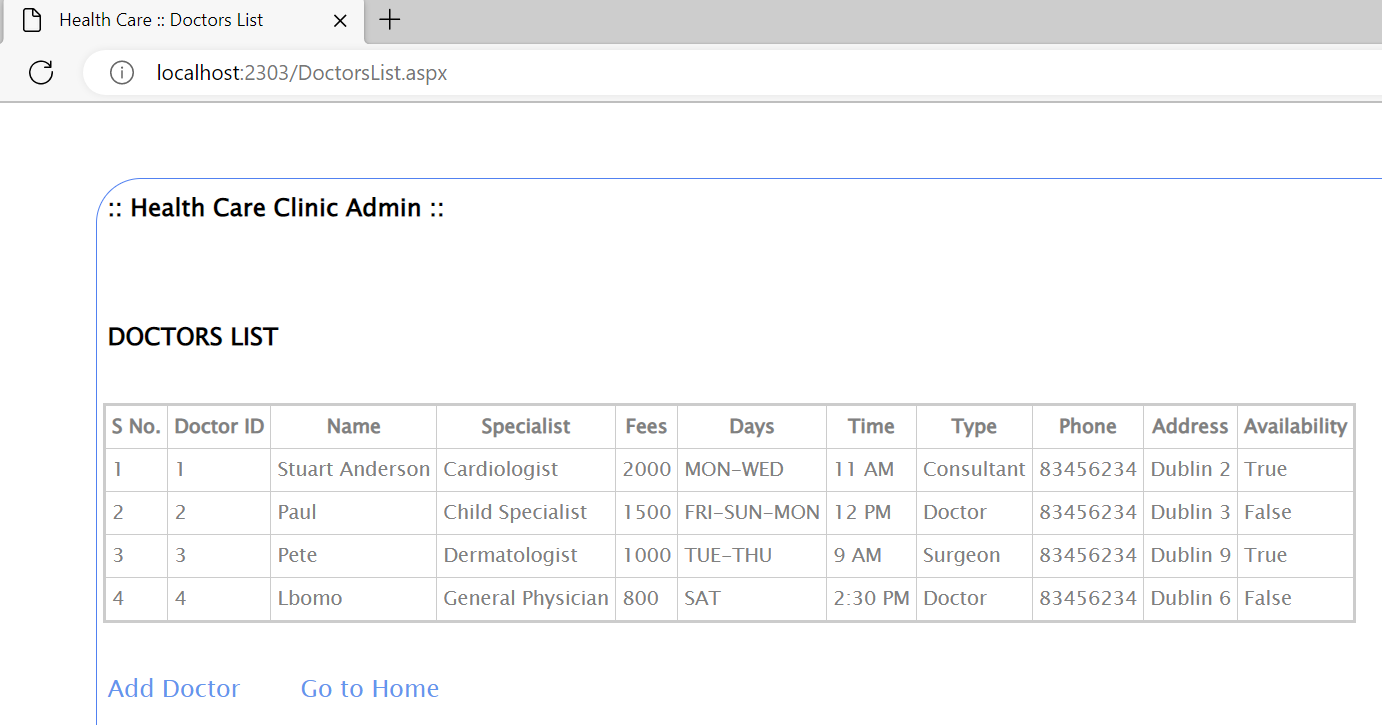 Health Care :: Doctors List
localhost:2303/DoctorsList.aspx
:: Health Care Clinic Admin ::
DOCTORS LIST
S No. Doctor ID Name Specialist Fees Days Time Type Phone Address Availability
1 1 Stuart Anderson Cardiologist 2000 MON-WED 11 AM Consultant 83456234 Dublin 2 True
2 2 Paul Child Specialist 1500 FRI-SUN-MON 12 PM Doctor 83456234 Dublin 3 False
3 3 Pete Dermatologist 1000 TUE-THU 9 AM Surgeon 83456234 Dublin 9 True
4 4 Lbomo General Physician 800 SAT 2:30 PM Doctor 83456234 Dublin 6 False
Add Doctor Go to Home